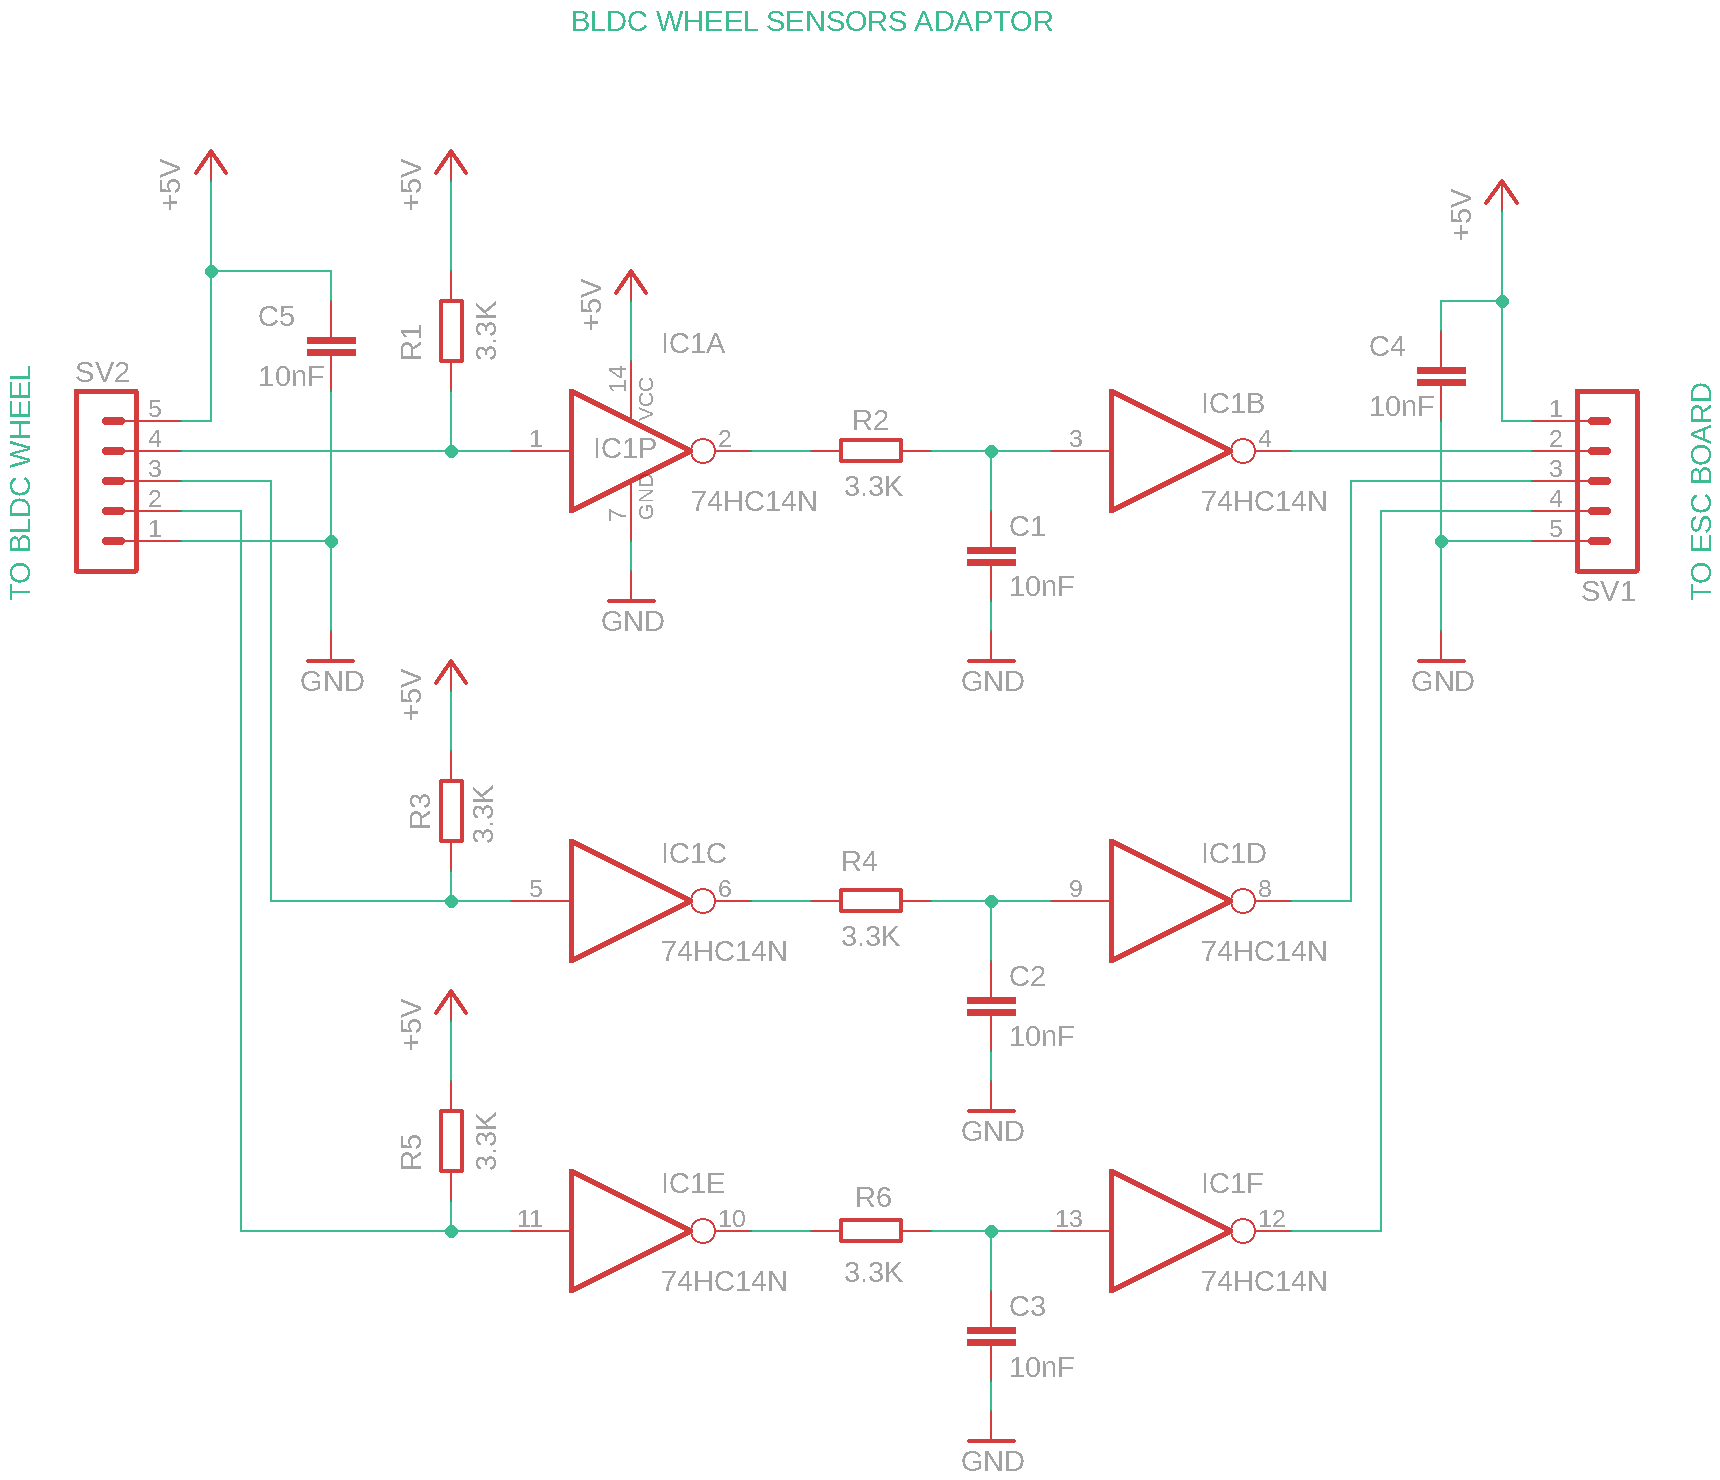 BLDC WHEEL SENSORS ADAPTOR
+5V
+5V
+5V
+5V
C5
10nF
R1
3.3K
IC1A
14
VCC
IC1P
1
2
7
GND
74HC14N
GND
R2
3.3K
C1
10nF
GND
3
IC1B
4
74HC14N
C4
10nF
GND
TO BLDC WHEEL
SV2
5
4
3
2
1
GND
1
2
3
4
5
SV1
TO ESC BOARD
+5V
R3
3.3K
5
IC1C
6
74HC14N
R4
3.3K
C2
10nF
GND
9
IC1D
8
74HC14N
+5V
R5
3.3K
11
IC1E
10
74HC14N
R6
3.3K
C3
10nF
GND
13
IC1F
12
74HC14N